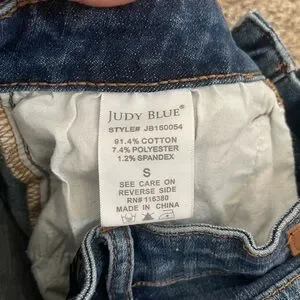 JUDY BLUE®
STYLE# JB150054
91.4% COTTON
7.4% POLYESTER
1.2% SPANDEX
S
SEE CARE ON
REVERSE SIDE
RN# 116380
MADE IN CHINA